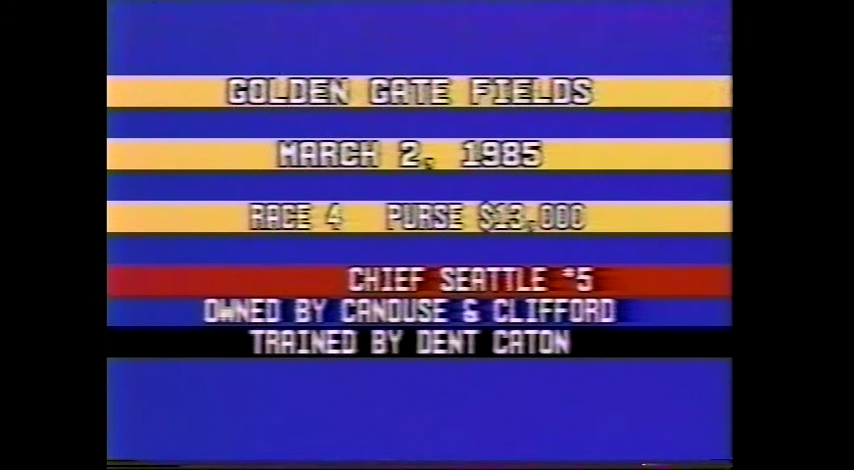 GOLDEN GATE FIELDS
MARCH 2, 1985
RACE 4 PURSE $13,000
CHIEF SEATTLE *5
OWNED BY CANOUSE & CLIFFORD
TRAINED BY DENT CATON